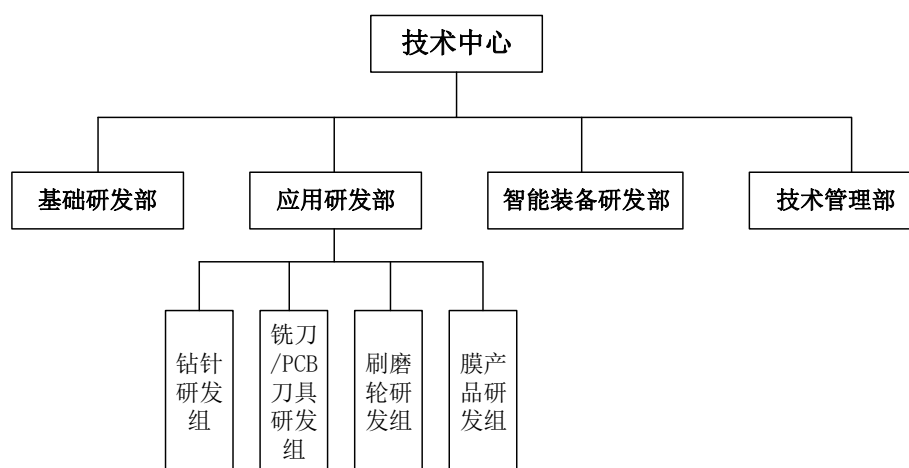 技术中心
基础研发部
应用研发部
智能装备研发部
技术管理部
钻针
研发
组
铣刀
/PCB
刀具
研发
组
刷磨
轮研
发组
膜产
品研
发组